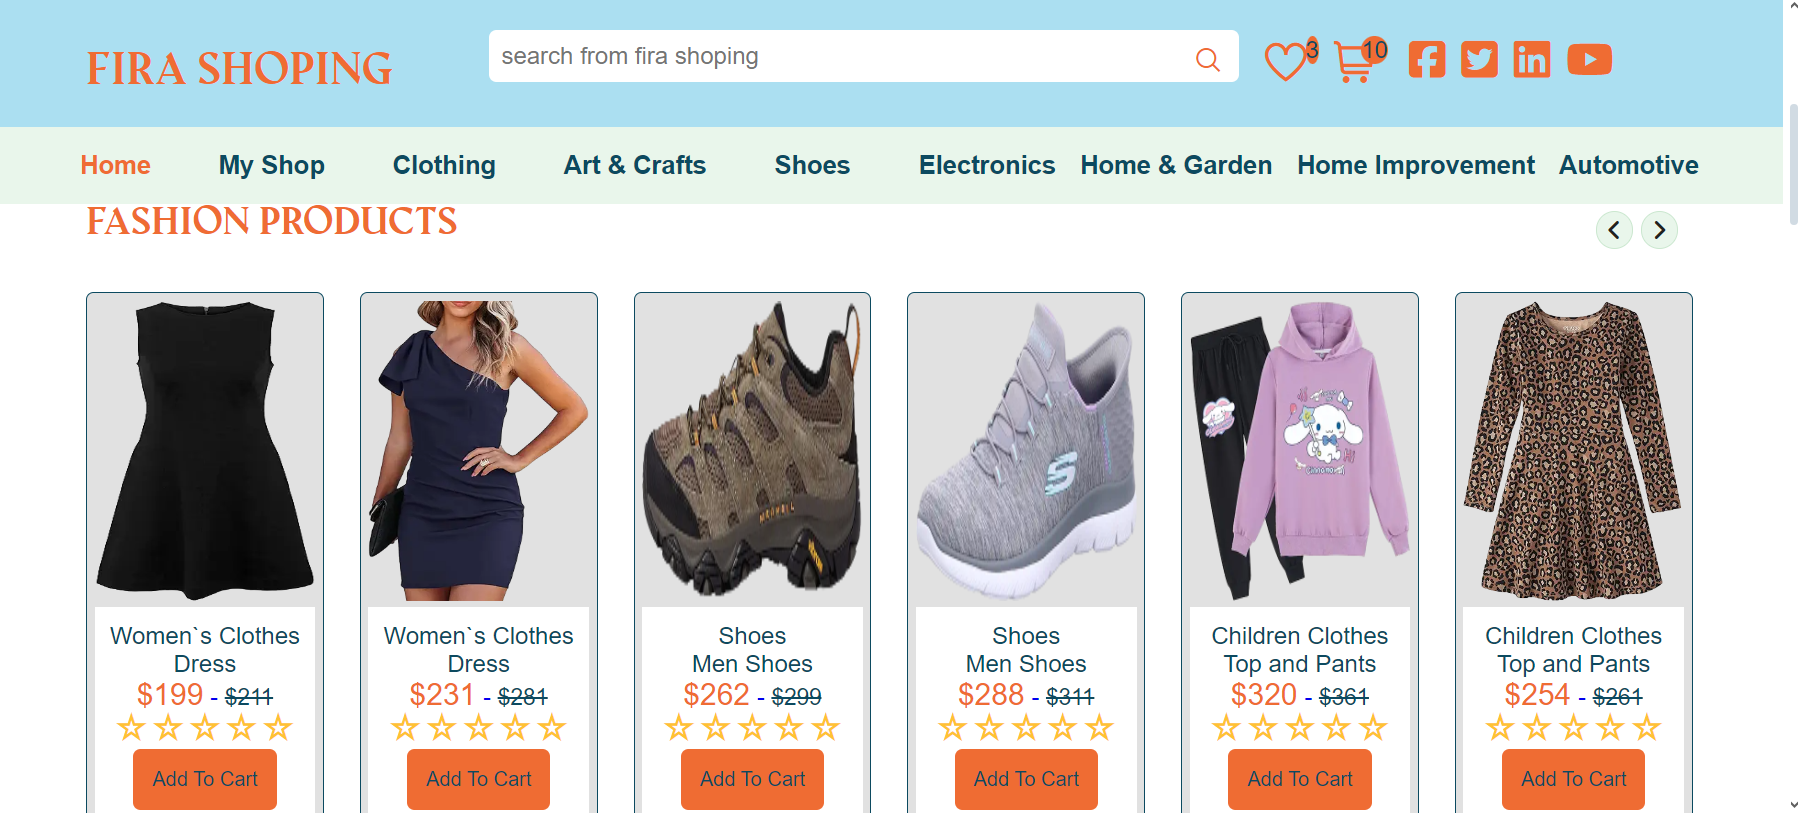 FIRA SHOPING
search from fira shoping
3
10
Home My Shop Clothing Art & Crafts Shoes Electronics Home & Garden Home Improvement Automotive
FASHION PRODUCTS
Women`s Clothes
Dress
$199 - $211
Add To Cart
Women`s Clothes
Dress
$231 - $281
Add To Cart
MERRELL
Shoes
Men Shoes
$262 - $299
Add To Cart
S
Shoes
Men Shoes
$288 - $311
Add To Cart
Cinnamoroll
Children Clothes
Top and Pants
$320 - $361
Add To Cart
Children Clothes
Top and Pants
$254 - $261
Add To Cart